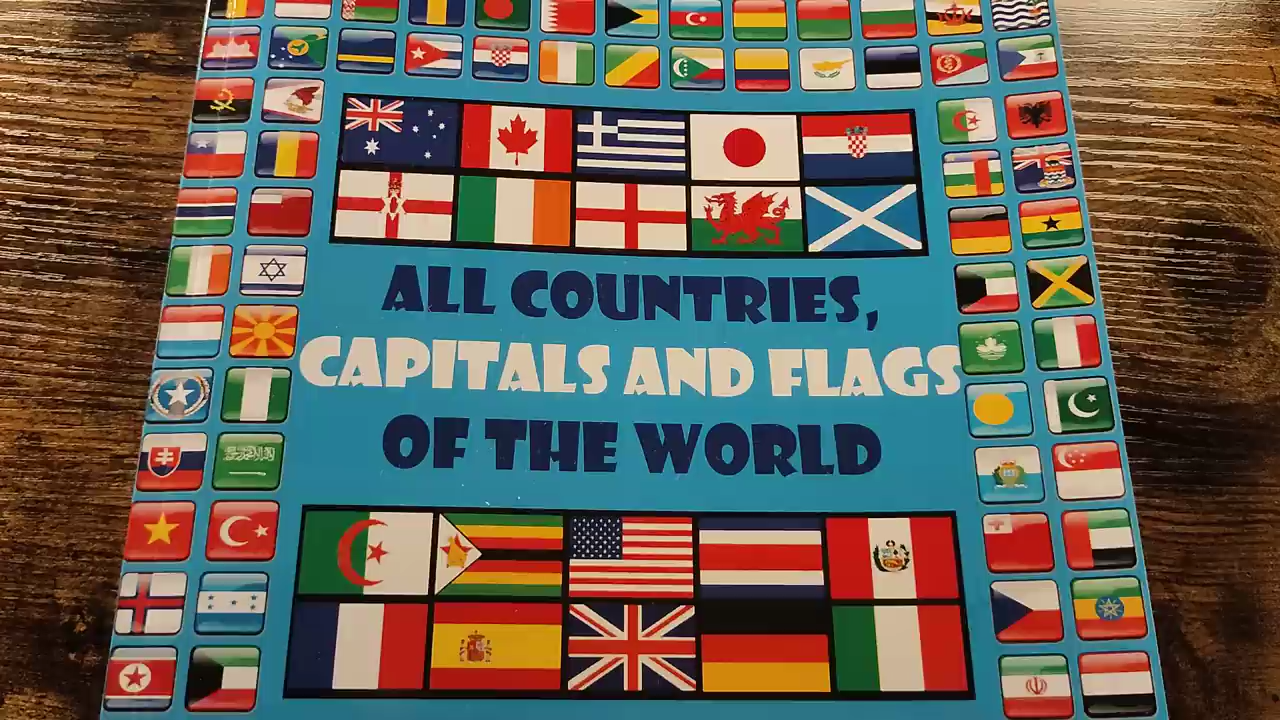 ALL COUNTRIES,
CAPITALS AND FLAGS
OF THE WORLD